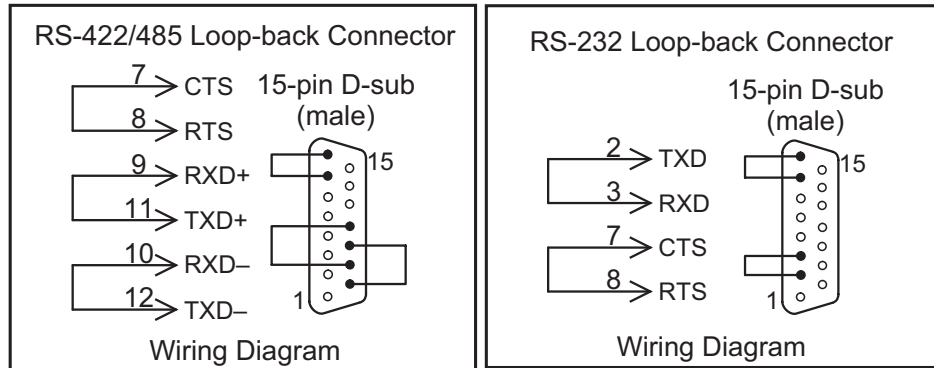 RS-422/485 Loop-back Connector
7 CTS
8 RTS
9 RXD+
11 TXD+
10 RXD–
12 TXD–
15-pin D-sub
(male)
15
1
Wiring Diagram
RS-232 Loop-back Connector
2 TXD
3 RXD
7 CTS
8 RTS
15-pin D-sub
(male)
15
1
Wiring Diagram